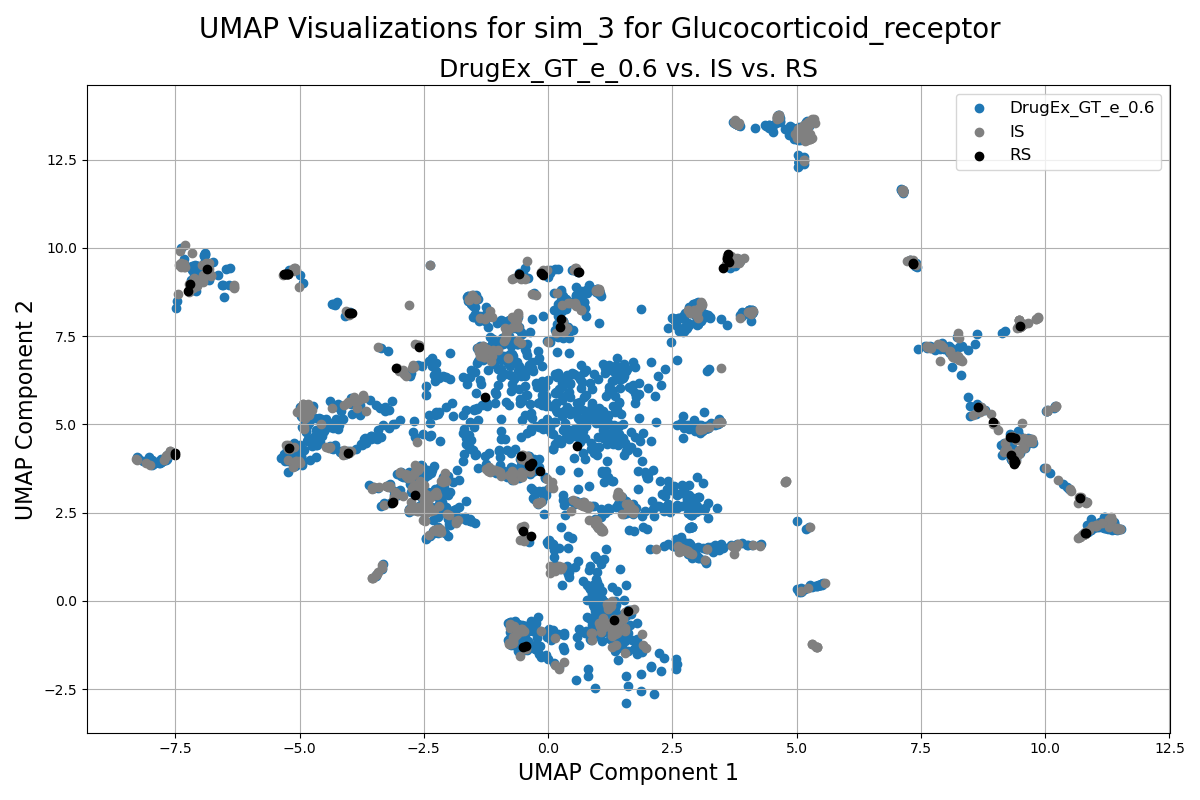 UMAP Visualizations for sim_3 for Glucocorticoid_receptor
DrugEx_GT_e_0.6 vs. IS vs. RS
DrugEx_GT_e_0.6
IS
RS
12.5
10.0
7.5
5.0
2.5
0.0
−2.5
UMAP Component 2
−7.5 −5.0 −2.5 0.0 2.5 5.0 7.5 10.0 12.5
UMAP Component 1